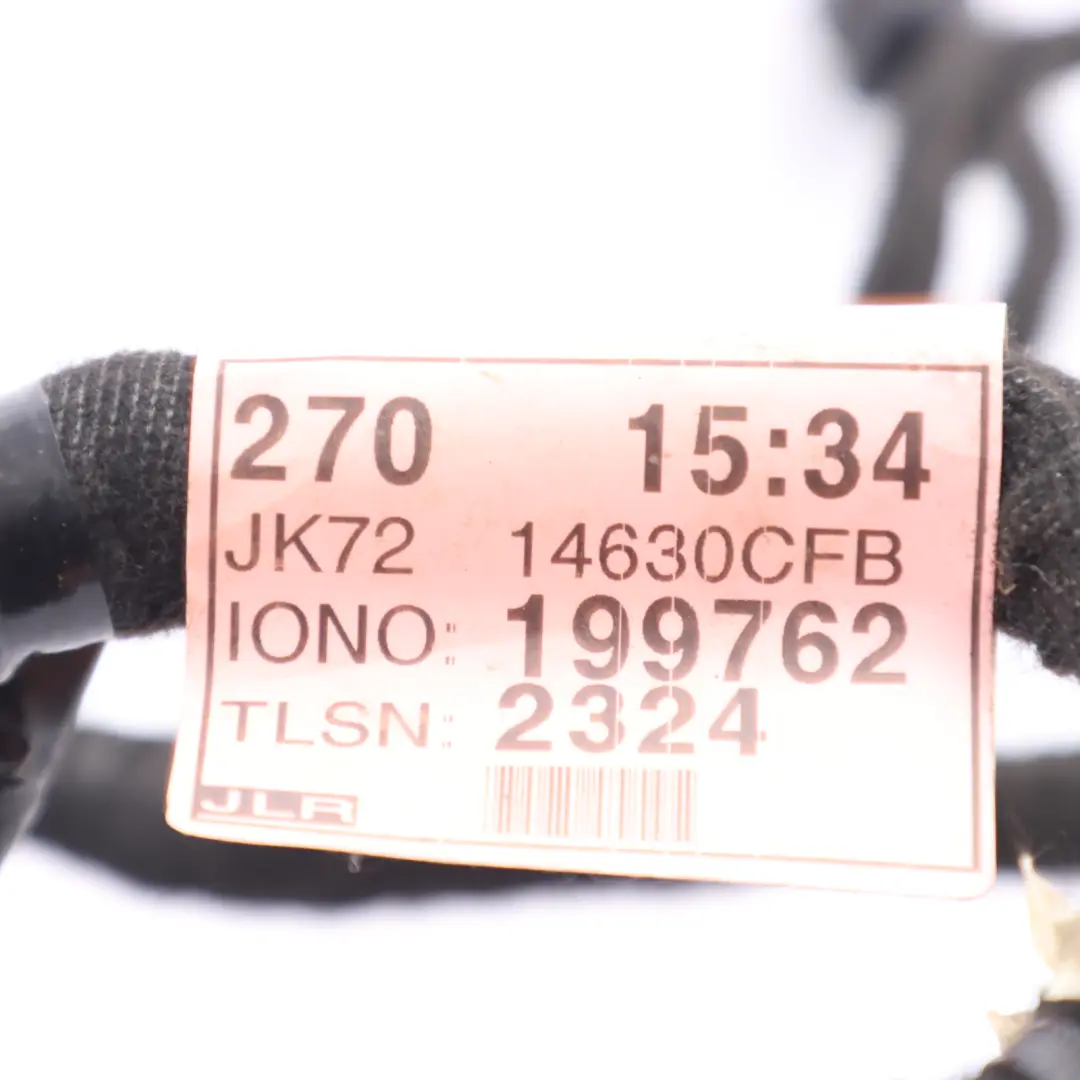 270 15:34
JK72 14630CFB
IONO: 199762
TLSN: 2324
JLR